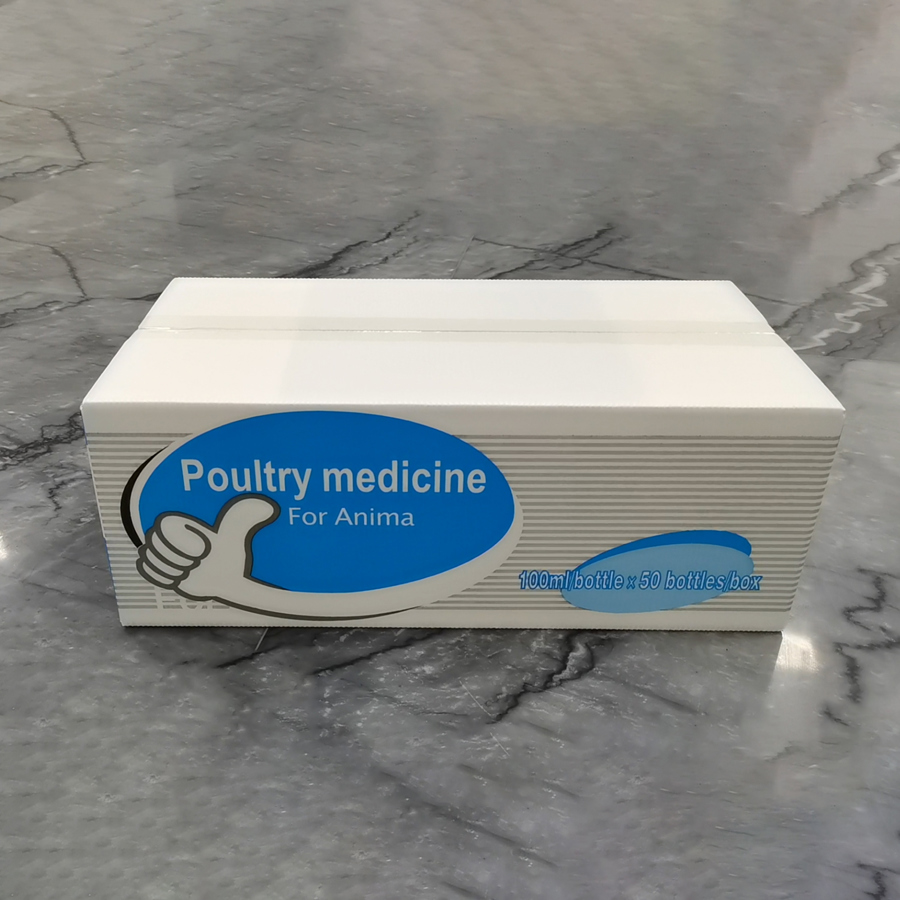 Poultry medicine
For Anima
100ml/bottle × 50 bottles/box